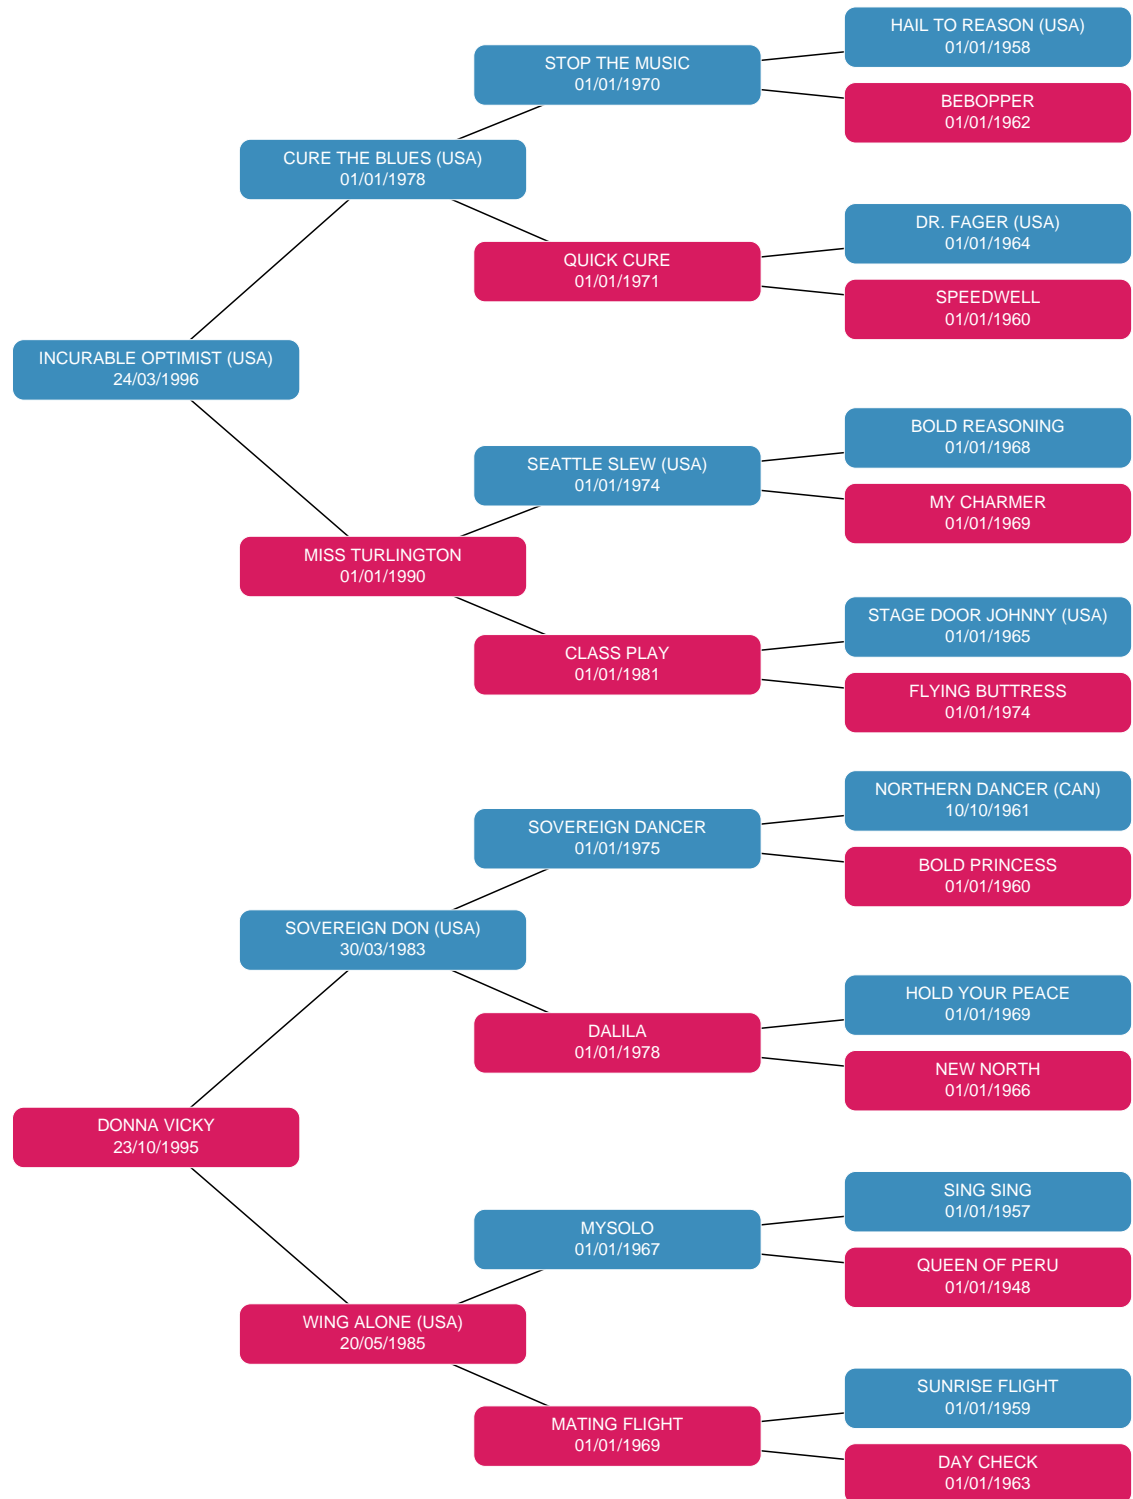 HAIL TO REASON (USA)
01/01/1958
STOP THE MUSIC
01/01/1970
BEBOPPER
01/01/1962
CURE THE BLUES (USA)
01/01/1978
DR. FAGER (USA)
01/01/1964
QUICK CURE
01/01/1971
SPEEDWELL
01/01/1960
INCURABLE OPTIMIST (USA)
24/03/1996
BOLD REASONING
01/01/1968
SEATTLE SLEW (USA)
01/01/1974
MY CHARMER
01/01/1969
MISS TURLINGTON
01/01/1990
STAGE DOOR JOHNNY (USA)
01/01/1965
CLASS PLAY
01/01/1981
FLYING BUTTRESS
01/01/1974
NORTHERN DANCER (CAN)
10/10/1961
SOVEREIGN DANCER
01/01/1975
BOLD PRINCESS
01/01/1960
SOVEREIGN DON (USA)
30/03/1983
HOLD YOUR PEACE
01/01/1969
DALILA
01/01/1978
NEW NORTH
01/01/1966
DONNA VICKY
23/10/1995
SING SING
01/01/1957
MYSOLO
01/01/1967
QUEEN OF PERU
01/01/1948
WING ALONE (USA)
20/05/1985
SUNRISE FLIGHT
01/01/1959
MATING FLIGHT
01/01/1969
DAY CHECK
01/01/1963